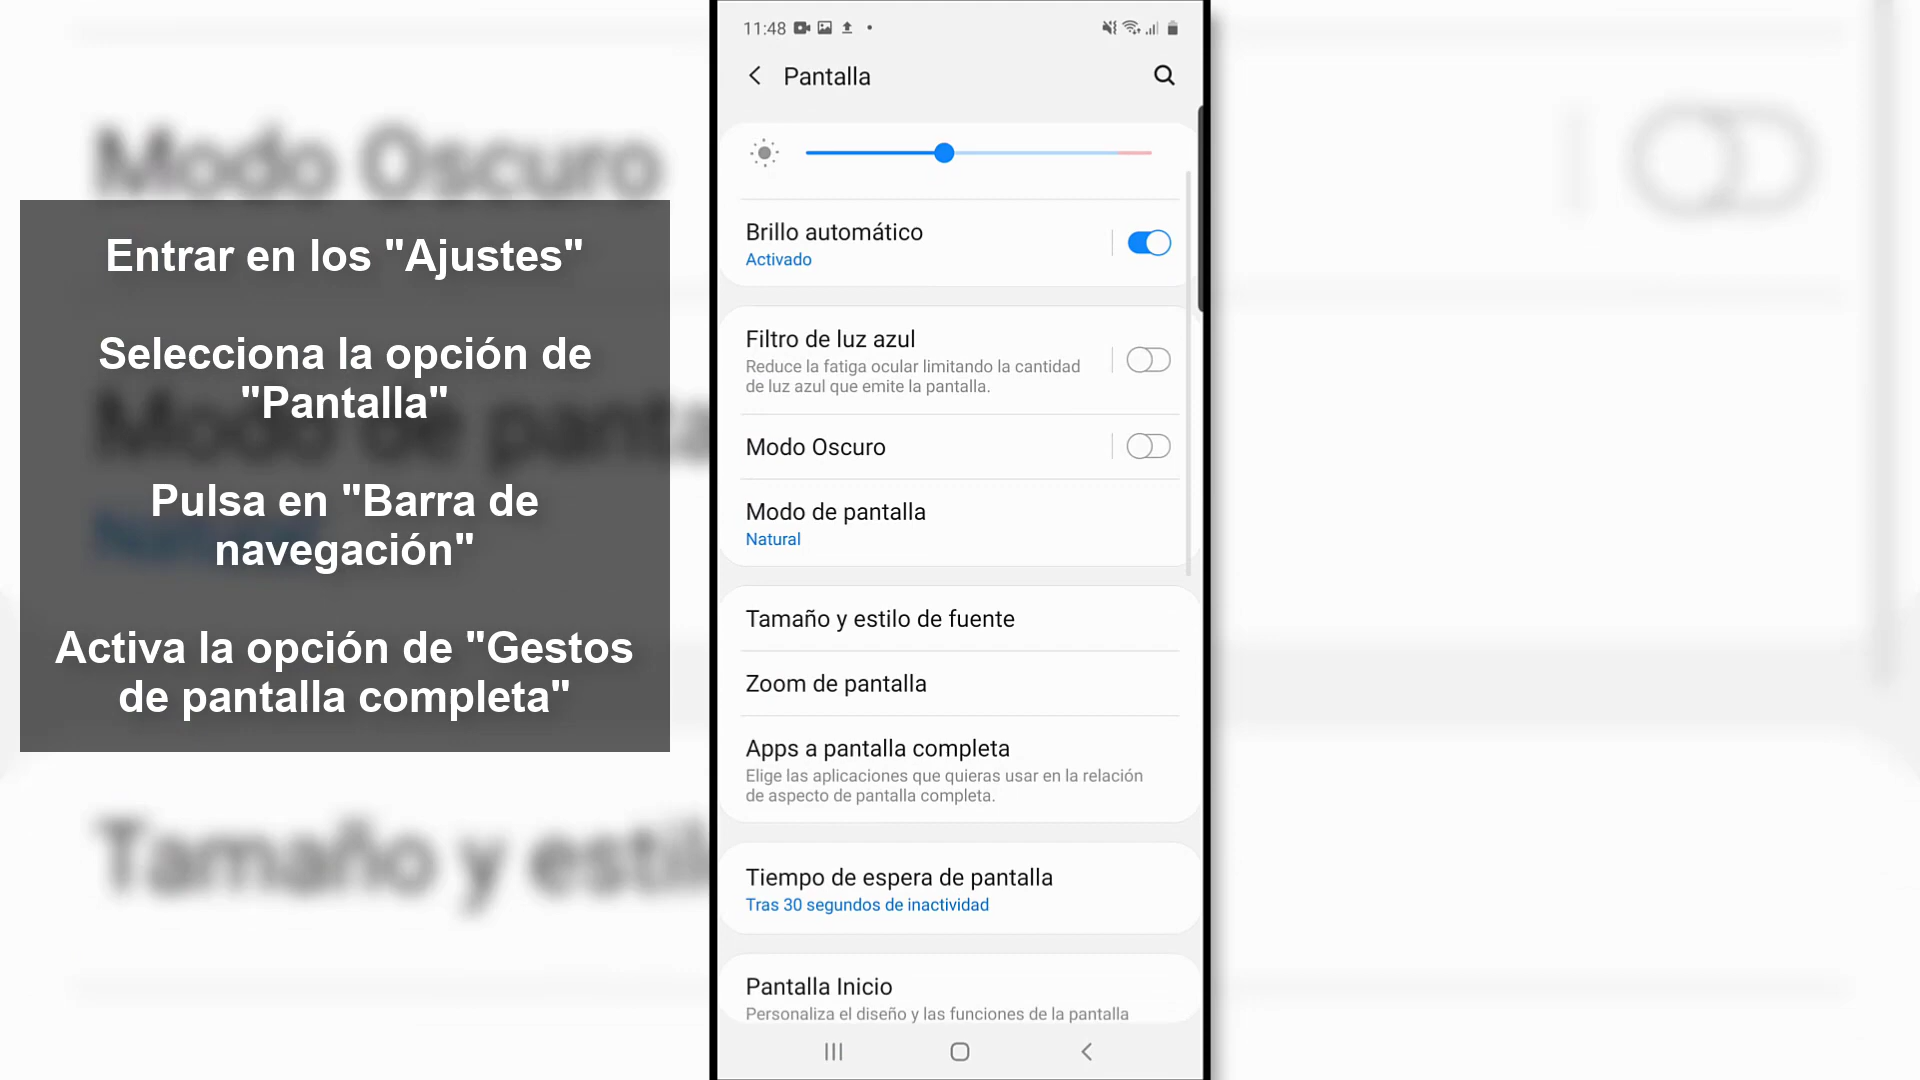 Modo Oscuro
Entrar en los "Ajustes"
Selecciona la opción de
"Pantalla"
Pulsa en "Barra de
navegación"
Activa la opción de "Gestos
de pantalla completa"
Tamaño y estil
11:48
Pantalla
Brillo automático
Activado
Filtro de luz azul
Reduce la fatiga ocular limitando la cantidad
de luz azul que emite la pantalla.
Modo Oscuro
Modo de pantalla
Natural
Tamaño y estilo de fuente
Zoom de pantalla
Apps a pantalla completa
Elige las aplicaciones que quieras usar en la relación
de aspecto de pantalla completa.
Tiempo de espera de pantalla
Tras 30 segundos de inactividad
Pantalla Inicio
Personaliza el diseño y las funciones de la pantalla